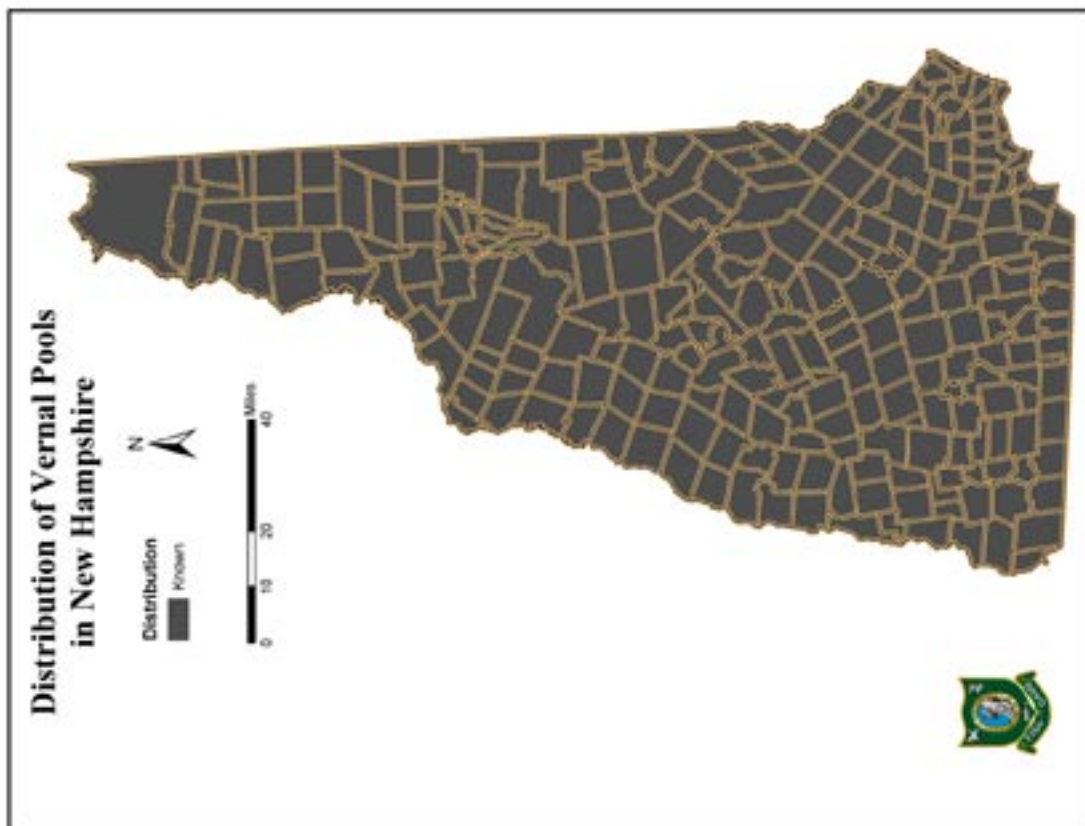 Distribution of Vernal Pools
in New Hampshire
N
Distribution
Known
0 10 20 40
Miles